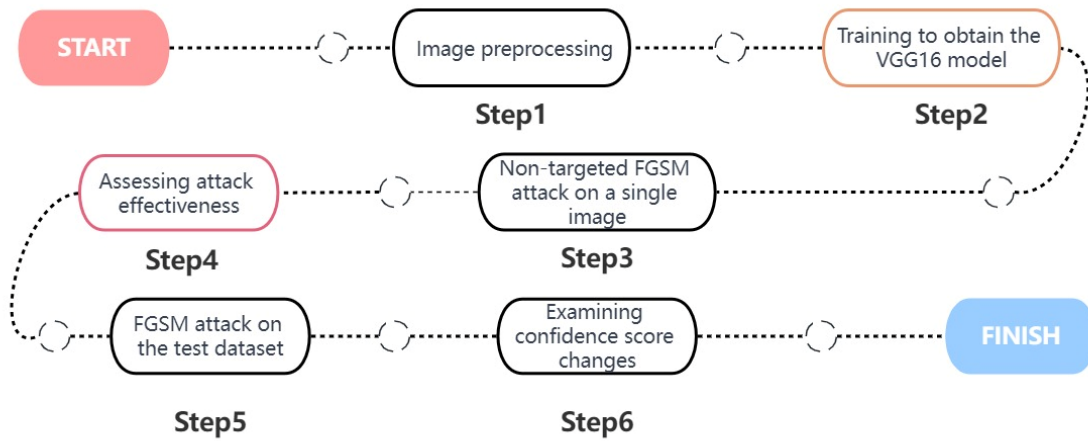 START
Image preprocessing
Training to obtain the
VGG16 model
Step1
Step2
Assessing attack
effectiveness
Non-targeted FGSM
attack on a single
image
Step4
Step3
FGSM attack on
the test dataset
Examining
confidence score
changes
FINISH
Step5
Step6